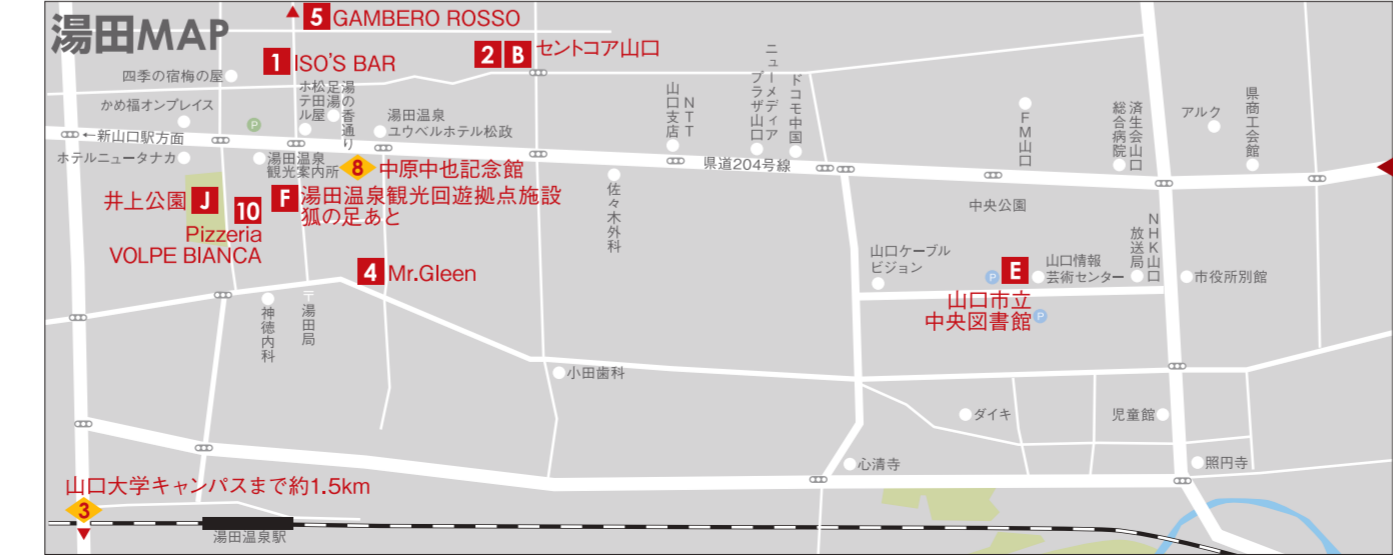 湯田MAP
5 GAMBERO ROSSO
1 ISO'S BAR
2 B セントコア山口
四季の宿梅の屋
かめ福オンプレイス
←新山口駅方面
ホテルニュータナカ
P
松田屋
ホテル
足湯
湯の香通り
湯田温泉
ユウベルホテル松政
湯田温泉
観光案内所
8 中原中也記念館
井上公園 J
10
Pizzeria
VOLPE BIANCA
F 湯田温泉観光回遊拠点施設
狐の足あと
4 Mr.Gleen
NTT
山口支店
ニューメディア
プラザ山口
ドコモ中国
県道204号線
佐々木外科
FM山口
済生会山口
総合病院
アルク
県商工会館
中央公園
山口ケーブル
ビジョン
P
E
山口情報
芸術センター
NHK山口
放送局
市役所別館
山口市立
中央図書館
P
神徳内科
〒湯田局
小田歯科
ダイキ
児童館
心清寺
照円寺
山口大学キャンパスまで約1.5km
3
湯田温泉駅